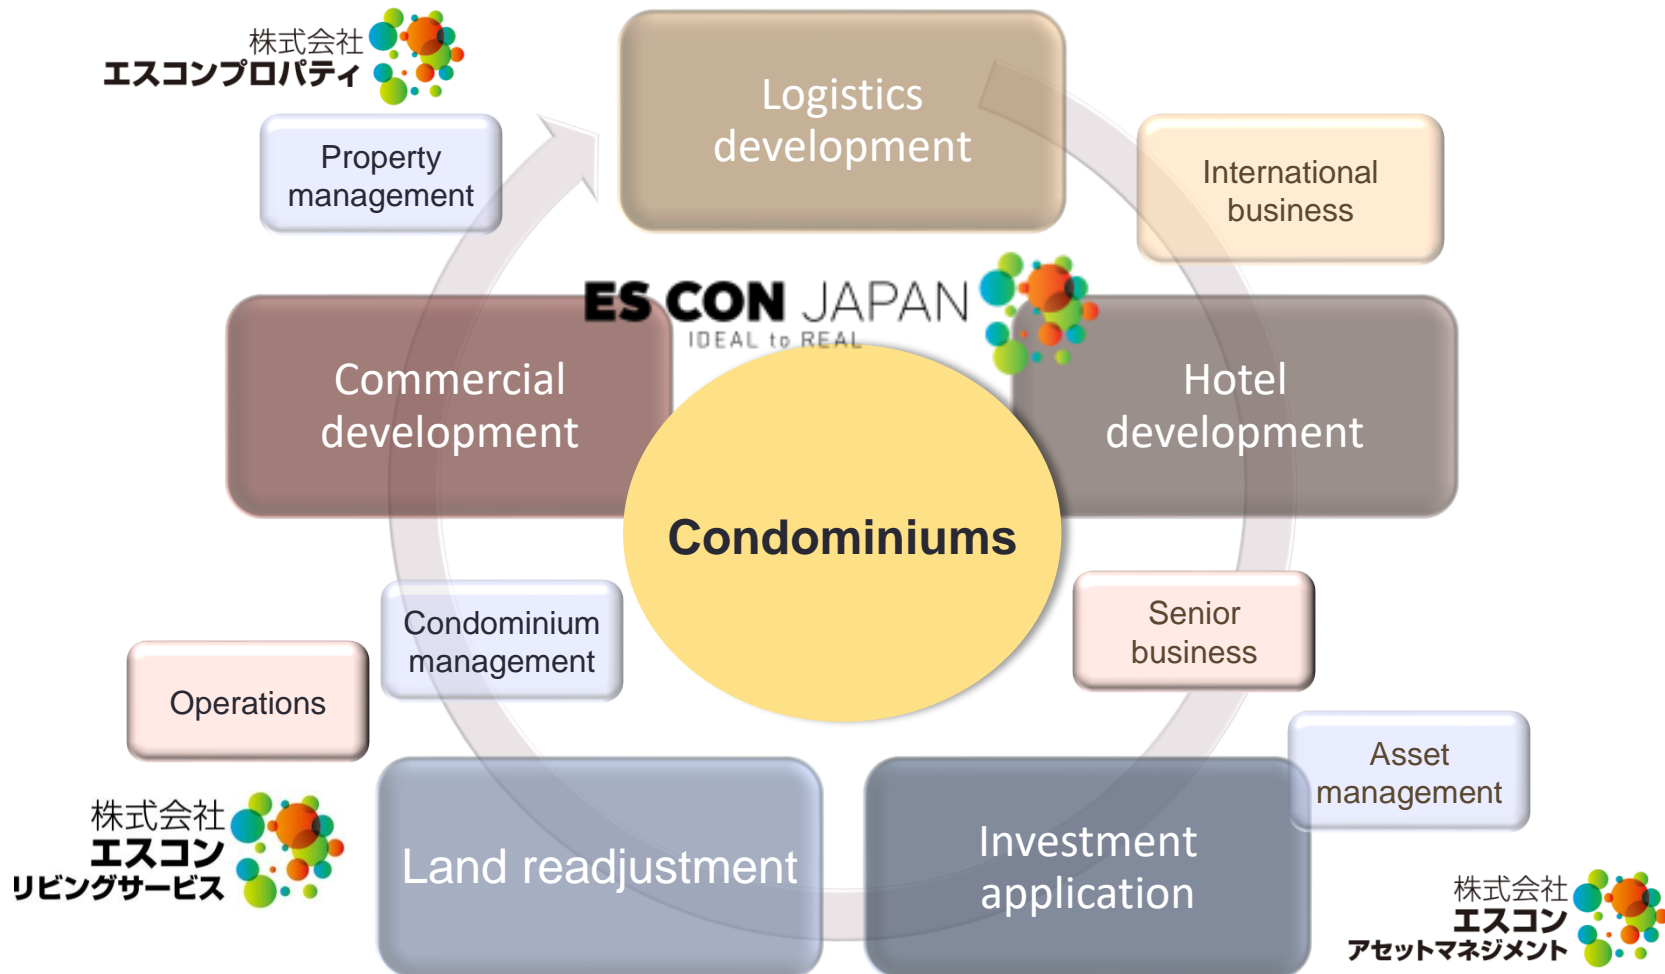 株式会社
エスコンプロパティ
Logistics
development
Property
management
International
business
ES CON JAPAN
IDEAL to REAL
Commercial
development
Hotel
development
Condominiums
Condominium
management
Senior
business
Operations
Asset
management
株式会社
エスコン
リビングサービス
Land readjustment
Investment
application
株式会社
エスコン
アセットマネジメント